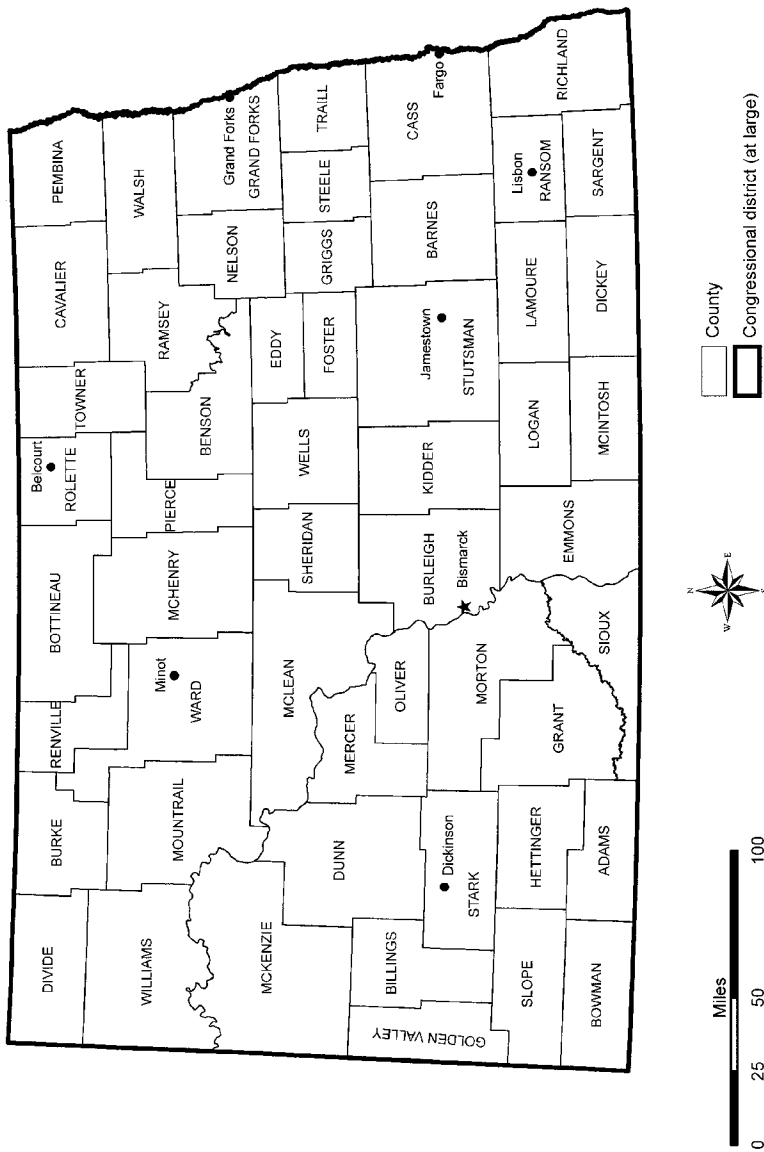 DIVIDE
BURKE
RENVILLE
BOTTINEAU
Belcourt
ROLETTE
TOWNER
CAVALIER
PEMBINA
WILLIAMS
MOUNTRAIL
Minot
WARD
MCHENRY
PIERCE
BENSON
RAMSEY
WALSH
NELSON
Grand Forks
GRAND FORKS
MCKENZIE
DUNN
MERCER
MCLEAN
SHERIDAN
WELLS
EDDY
FOSTER
GRIGGS
STEELE
TRAILL
GOLDEN VALLEY
BILLINGS
Dickinson
STARK
OLIVER
MORTON
BURLEIGH
Bismarck
KIDDER
Jamestown
STUTSMAN
BARNES
CASS
Fargo
SLOPE
HETTINGER
GRANT
SIOUX
EMMONS
LOGAN
LAMOURE
Lisbon
RANSOM
RICHLAND
BOWMAN
ADAMS
MCINTOSH
DICKEY
SARGENT
Miles
0 25 50 100
N
W E
S
County
Congressional district (at large)